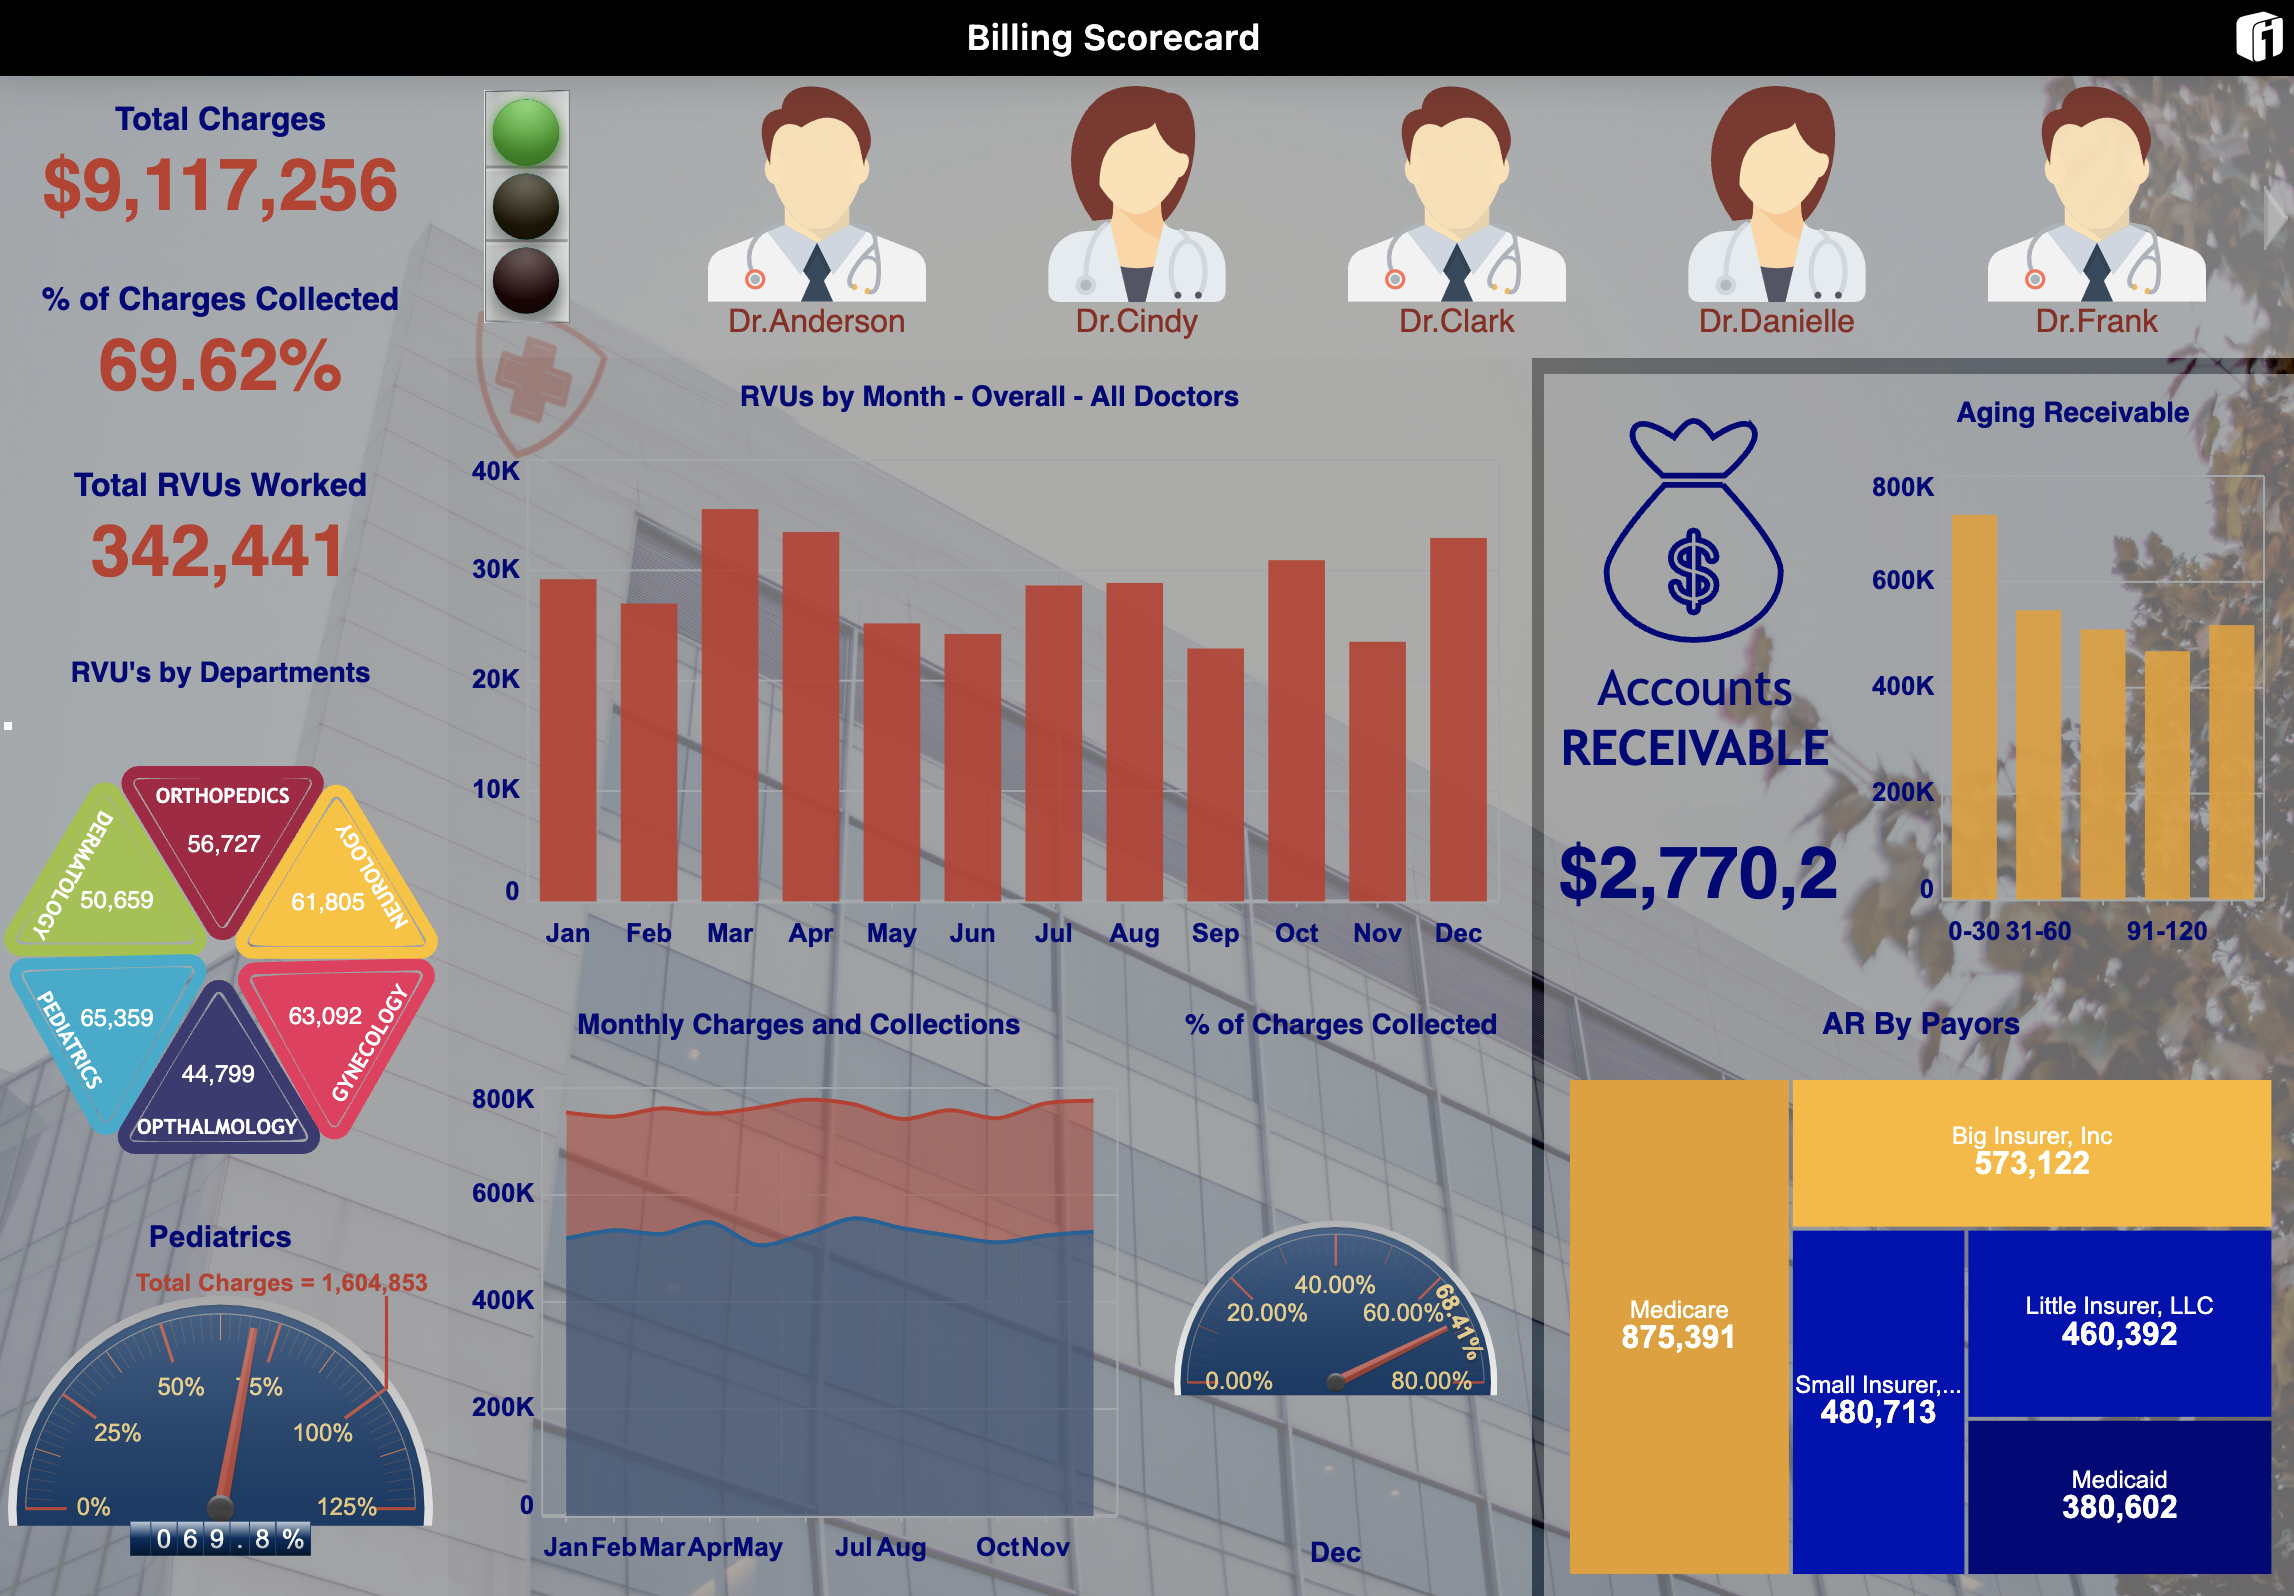 Billing Scorecard
Total Charges
$9,117,256
% of Charges Collected
69.62%
Total RVUs Worked
342,441
Dr.Anderson
Dr.Cindy
Dr.Clark
Dr.Danielle
Dr.Frank
RVU's by Departments
ORTHOPEDICS
56,727
DERMATOLOGY
50,659
NEUROLOGY
61,805
PEDIATRICS
65,359
GYNECOLOGY
63,092
44,799
OPTHALMOLOGY
Pediatrics
Total Charges = 1,604,853
0%
25%
50%
75%
100%
125%
069.8%
RVUs by Month - Overall - All Doctors
40K
30K
20K
10K
0
Jan Feb Mar Apr May Jun Jul Aug Sep Oct Nov Dec
Monthly Charges and Collections
800K
600K
400K
200K
0
Jan Feb Mar Apr May Jul Aug Oct Nov
% of Charges Collected
0.00%
20.00%
40.00%
60.00%
68.41%
80.00%
Dec
Accounts
RECEIVABLE
$2,770,2
Aging Receivable
800K
600K
400K
200K
0
0-30 31-60 91-120
AR By Payors
Medicare
875,391
Big Insurer, Inc
573,122
Small Insurer,...
480,713
Little Insurer, LLC
460,392
Medicaid
380,602